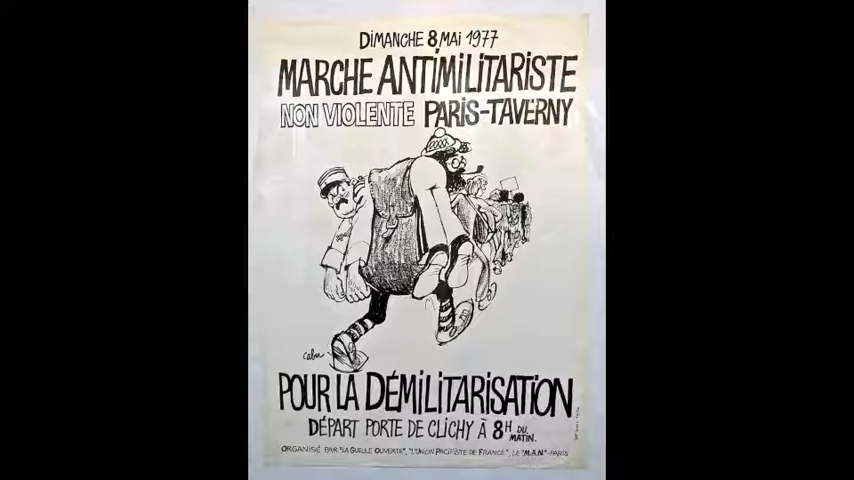 DIMANCHE 8 MAI 1977
MARCHE ANTIMILITARISTE
NON VIOLENTE PARIS-TAVERNY
cabu
POUR LA DÉMILITARISATION
DÉPART PORTE DE CLICHY À 8H DU MATIN.
ORGANISÉ PAR "LA GUEULE OUVERTE", "L'UNION PACIFISTE DE FRANCE", LE "M.A.N."-PARIS